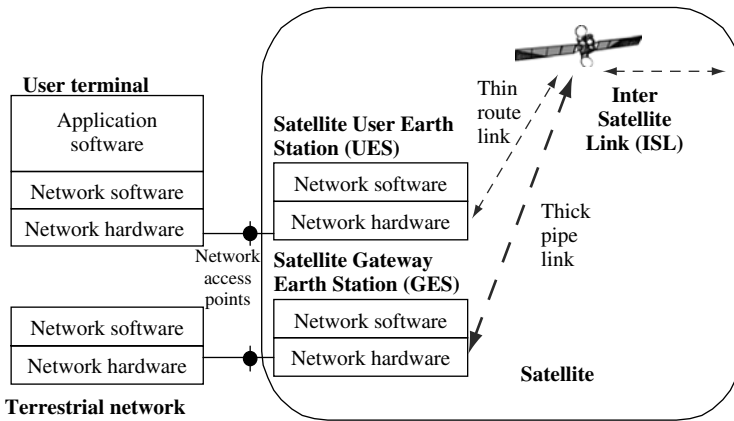 User terminal
Application
software
Network software
Network hardware
Network
access
points
Network software
Network hardware
Terrestrial network
Satellite User Earth
Station (UES)
Network software
Network hardware
Satellite Gateway
Earth Station (GES)
Network software
Network hardware
Thin
route
link
Thick
pipe
link
Inter
Satellite
Link (ISL)
Satellite